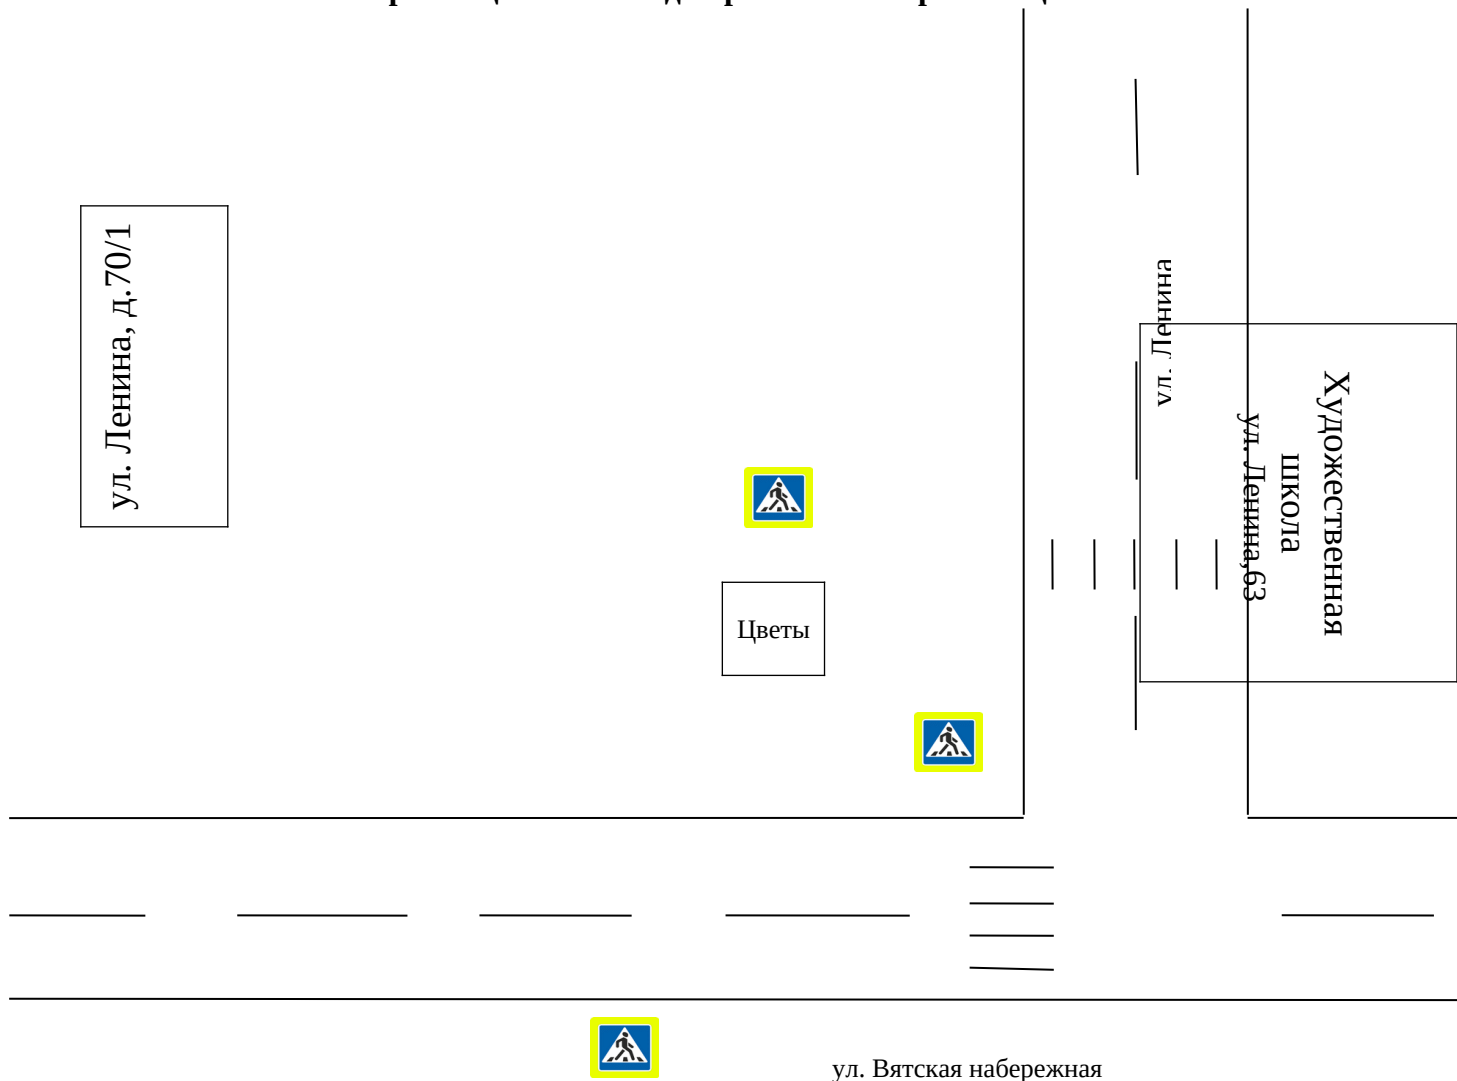 ул. Ленина, д.70/1
ул. Ленина
Художественная
школа
ул. Ленина,63
Цветы
ул. Вятская набережная